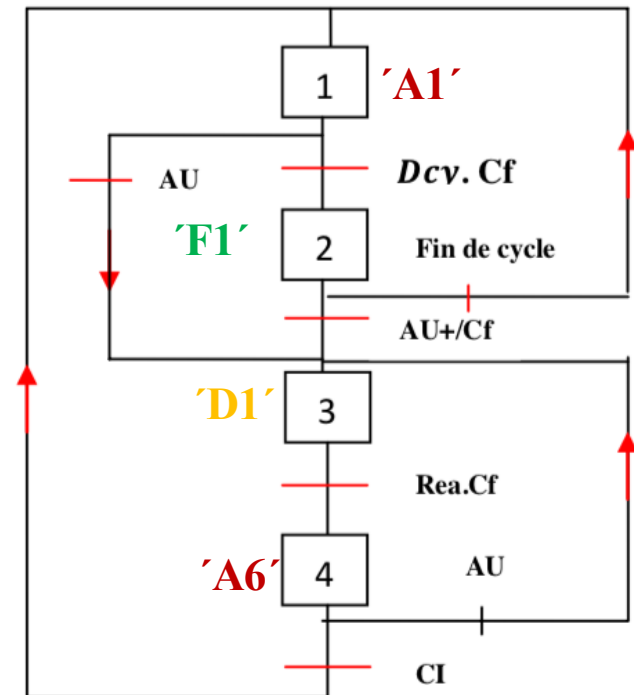 1 ´A1´
AU Dcv. Cf
´F1´ 2 Fin de cycle
AU+/Cf
´D1´ 3
Rea.Cf
´A6´ 4 AU
CI